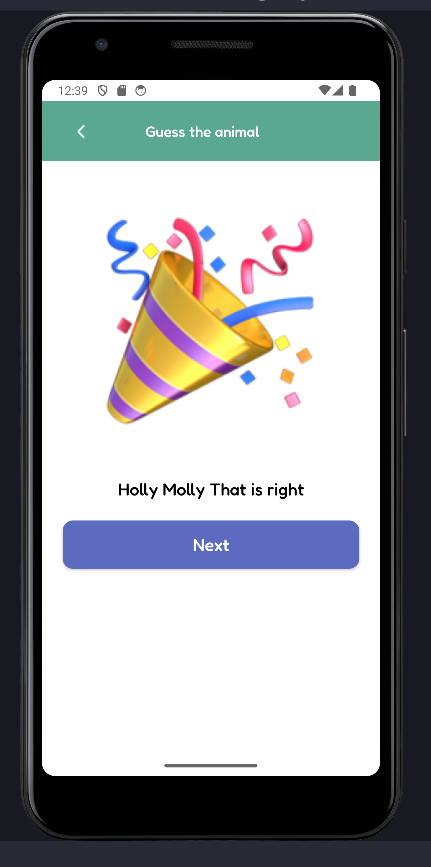 12:39
Guess the animal
Holly Molly That is right
Next